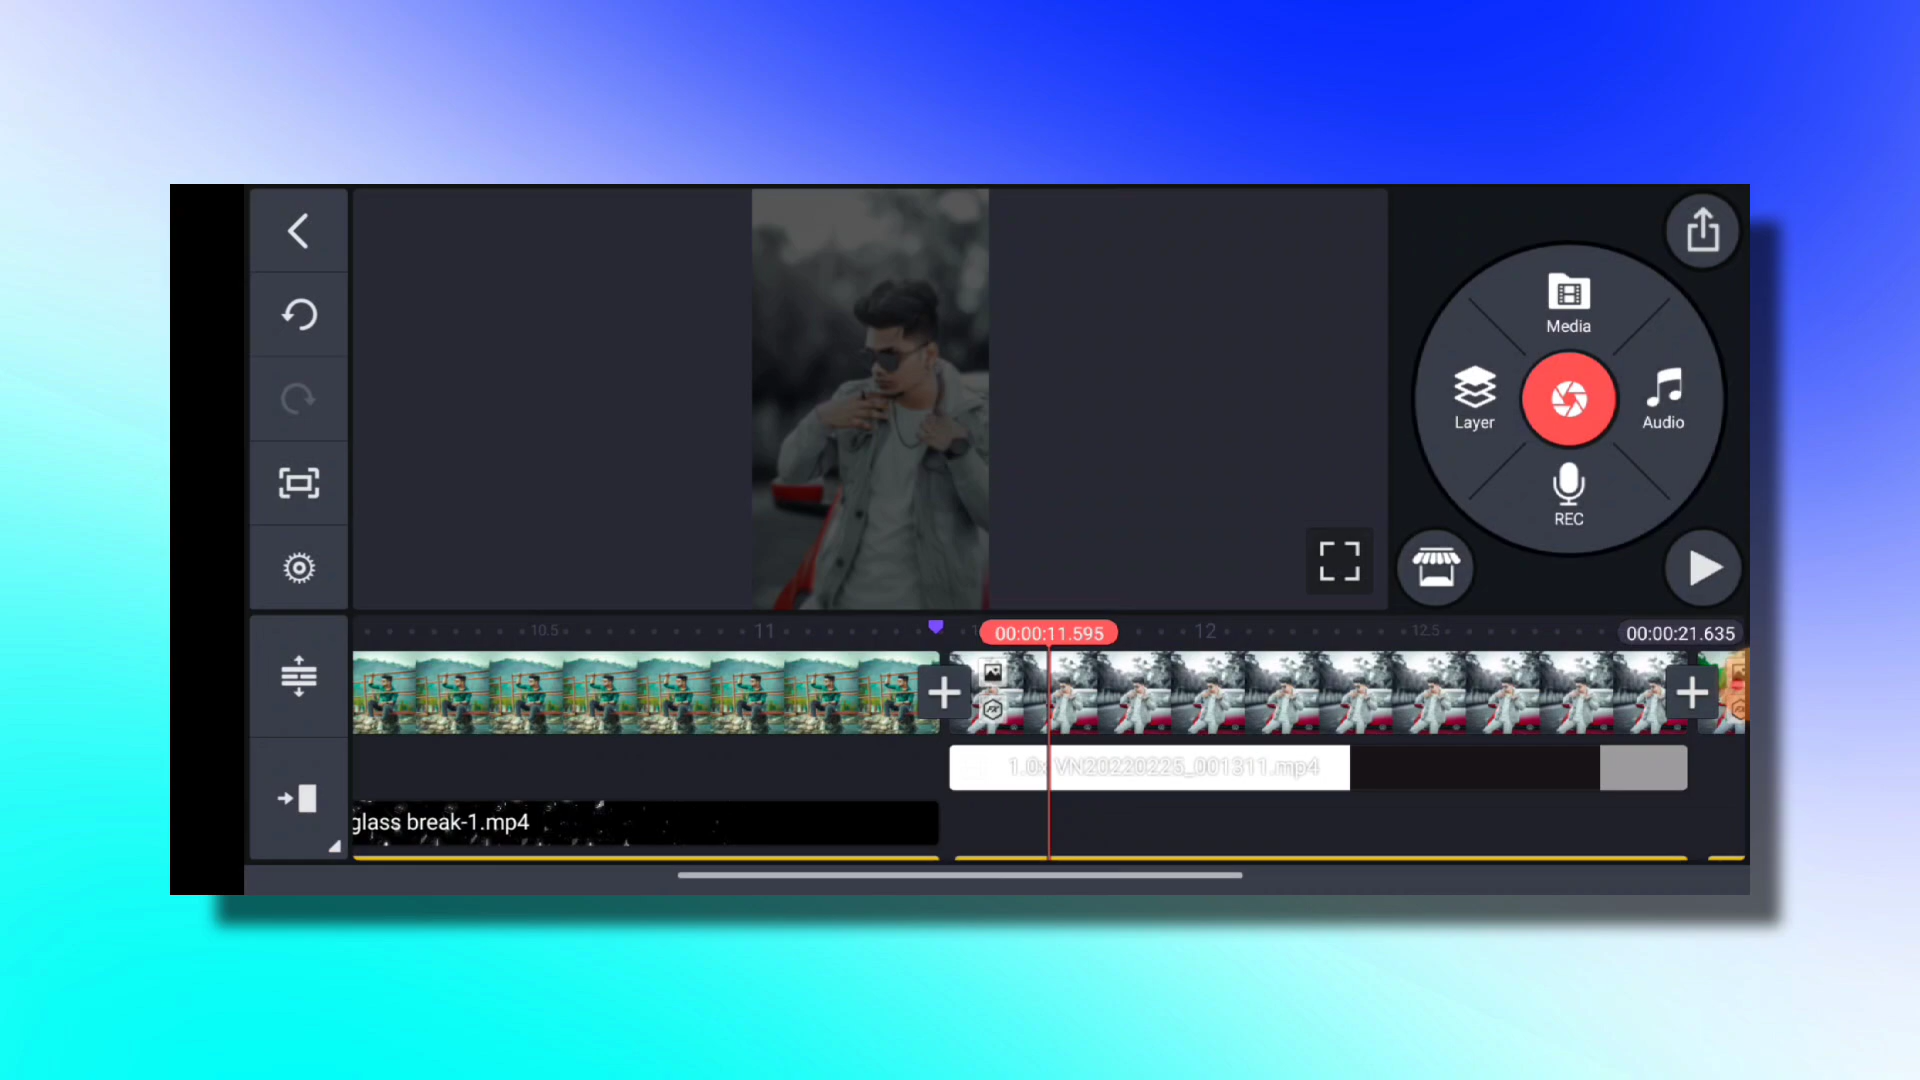 Media
Layer
Audio
REC
10.5
11
00:00:11.595
12
12.5
00:00:21.635
1.0x VN20220225_001311.mp4
glass break-1.mp4